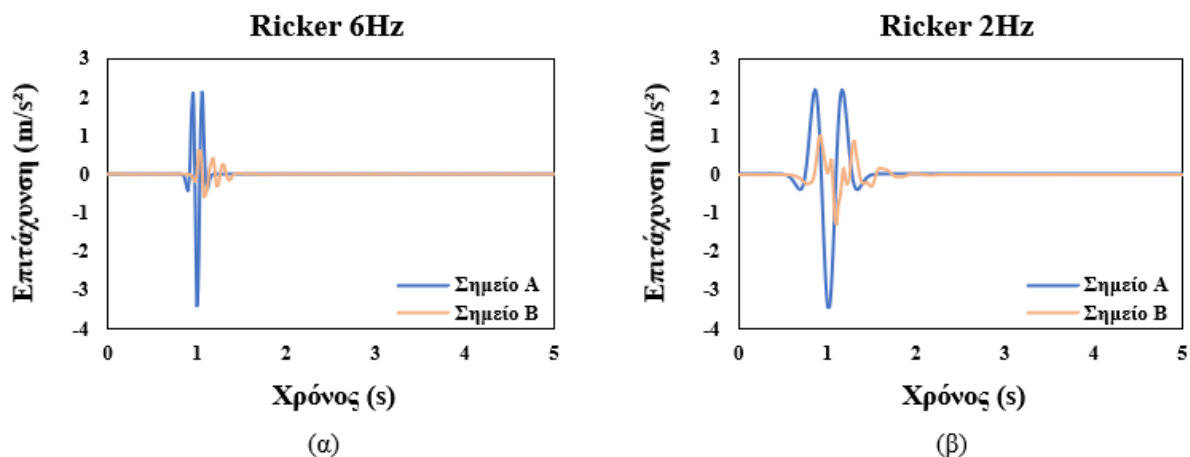 Ricker 6Hz
3
2
1
0
-1
-2
-3
-4
Επιτάχυνση (m/s²)
Σημείο Α
Σημείο Β
0 1 2 3 4 5
Χρόνος (s)
(α)
Ricker 2Hz
3
2
1
0
-1
-2
-3
-4
Επιτάχυνση (m/s²)
Σημείο Α
Σημείο Β
0 1 2 3 4 5
Χρόνος (s)
(β)